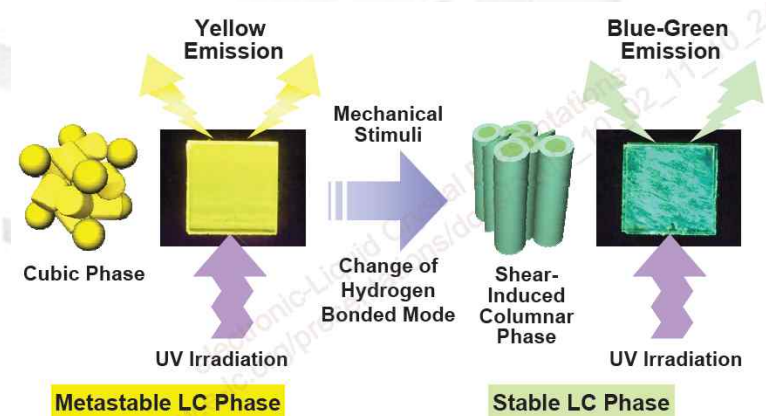 Yellow
Emission
Blue-Green
Emission
Mechanical
Stimuli
Cubic Phase
Change of
Hydrogen
Bonded Mode
Shear-
Induced
Columnar
Phase
UV Irradiation
UV Irradiation
Metastable LC Phase
Stable LC Phase